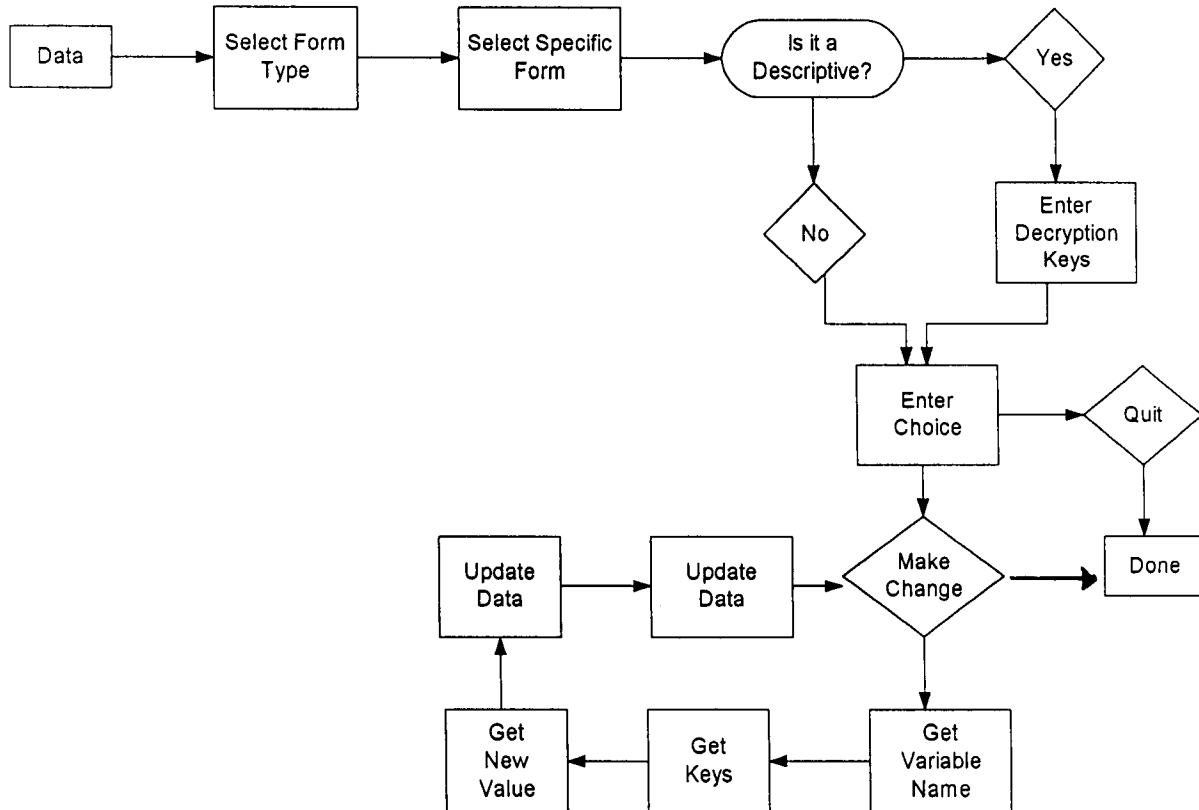 Data
Select Form
Type
Select Specific
Form
Is it a
Descriptive?
Yes
No
Enter
Decryption
Keys
Enter
Choice
Quit
Update
Data
Update
Data
Make
Change
Done
Get
New
Value
Get
Keys
Get
Variable
Name